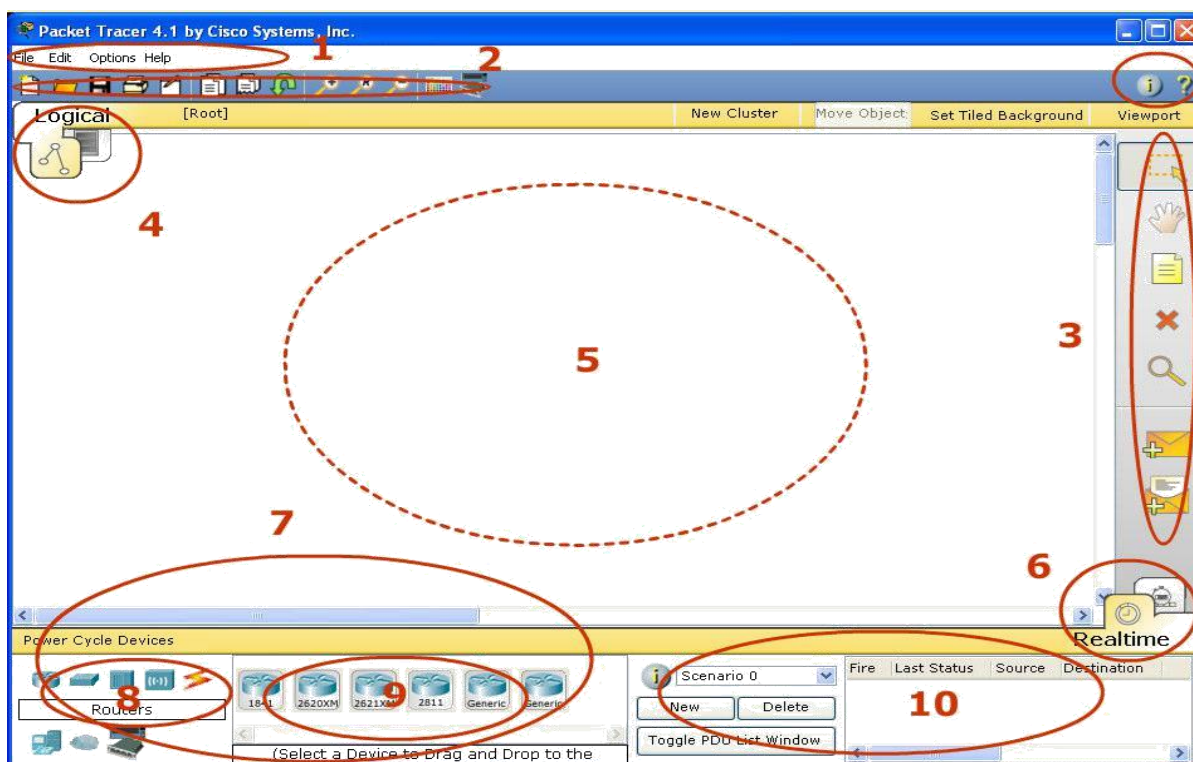 Packet Tracer 4.1 by Cisco Systems, Inc.
File Edit Options Help
1
2
Logical [Root] New Cluster Move Object Set Tiled Background Viewport
4
3
5
7
6
Power Cycle Devices
Realtime
8
Routers
1841 2620XM 2621XM 2811 Generic Generic
9
(Select a Device to Drag and Drop to the
i Scenario 0
New Delete
Toggle PDU List Window
Fire Last Status Source Destination
10
i ?